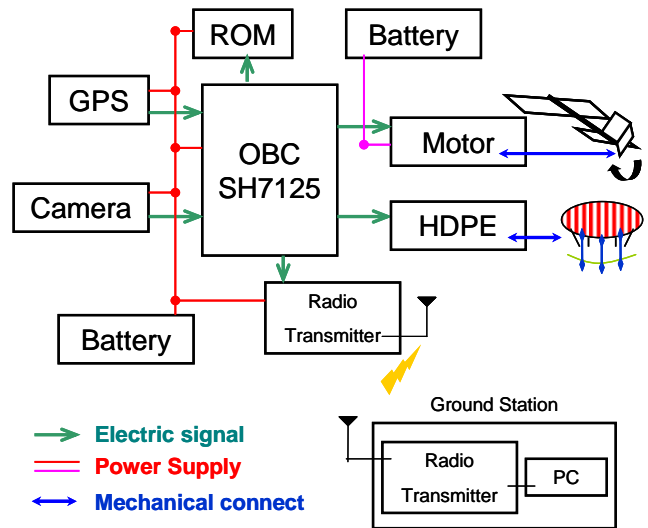 ROM
Battery
GPS
OBC
SH7125
Motor
Camera
HDPE
Radio
Transmitter
Battery
Electric signal
Power Supply
Mechanical connect
Ground Station
Radio
Transmitter
PC